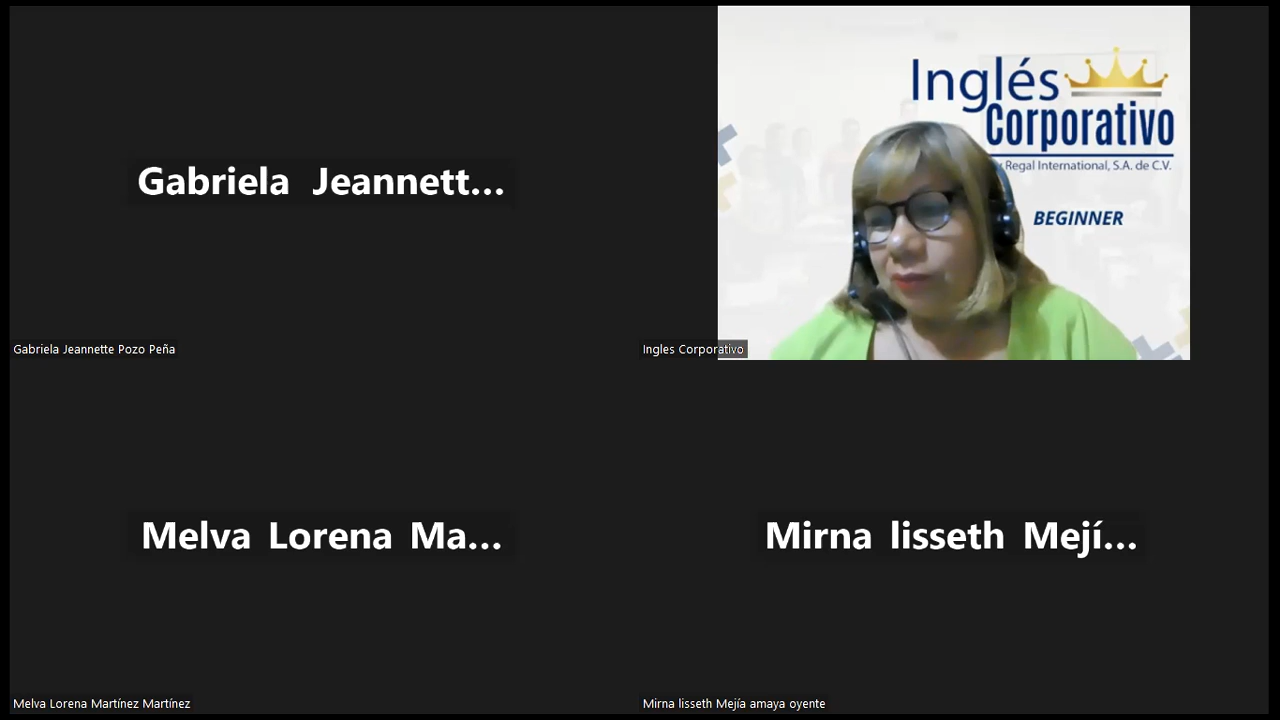 Gabriela Jeannett...
Gabriela Jeannette Pozo Peña
Inglés
Corporativo
Regal International, S.A. de C.V.
BEGINNER
Ingles Corporativo
Melva Lorena Ma...
Melva Lorena Martínez Martínez
Mirna lisseth Mejí...
Mirna lisseth Mejía amaya oyente